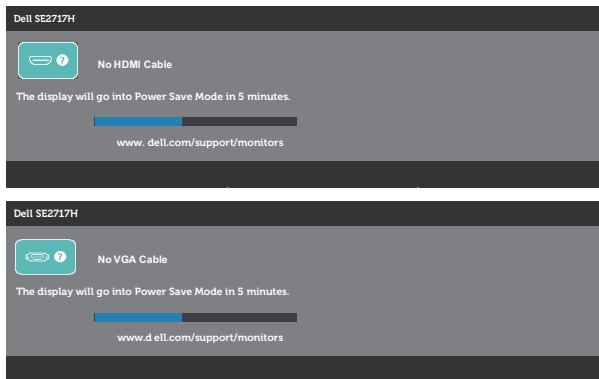 Dell SE2717H
?
No HDMI Cable
The display will go into Power Save Mode in 5 minutes.
www. dell.com/support/monitors
Dell SE2717H
?
No VGA Cable
The display will go into Power Save Mode in 5 minutes.
www.d ell.com/support/monitors